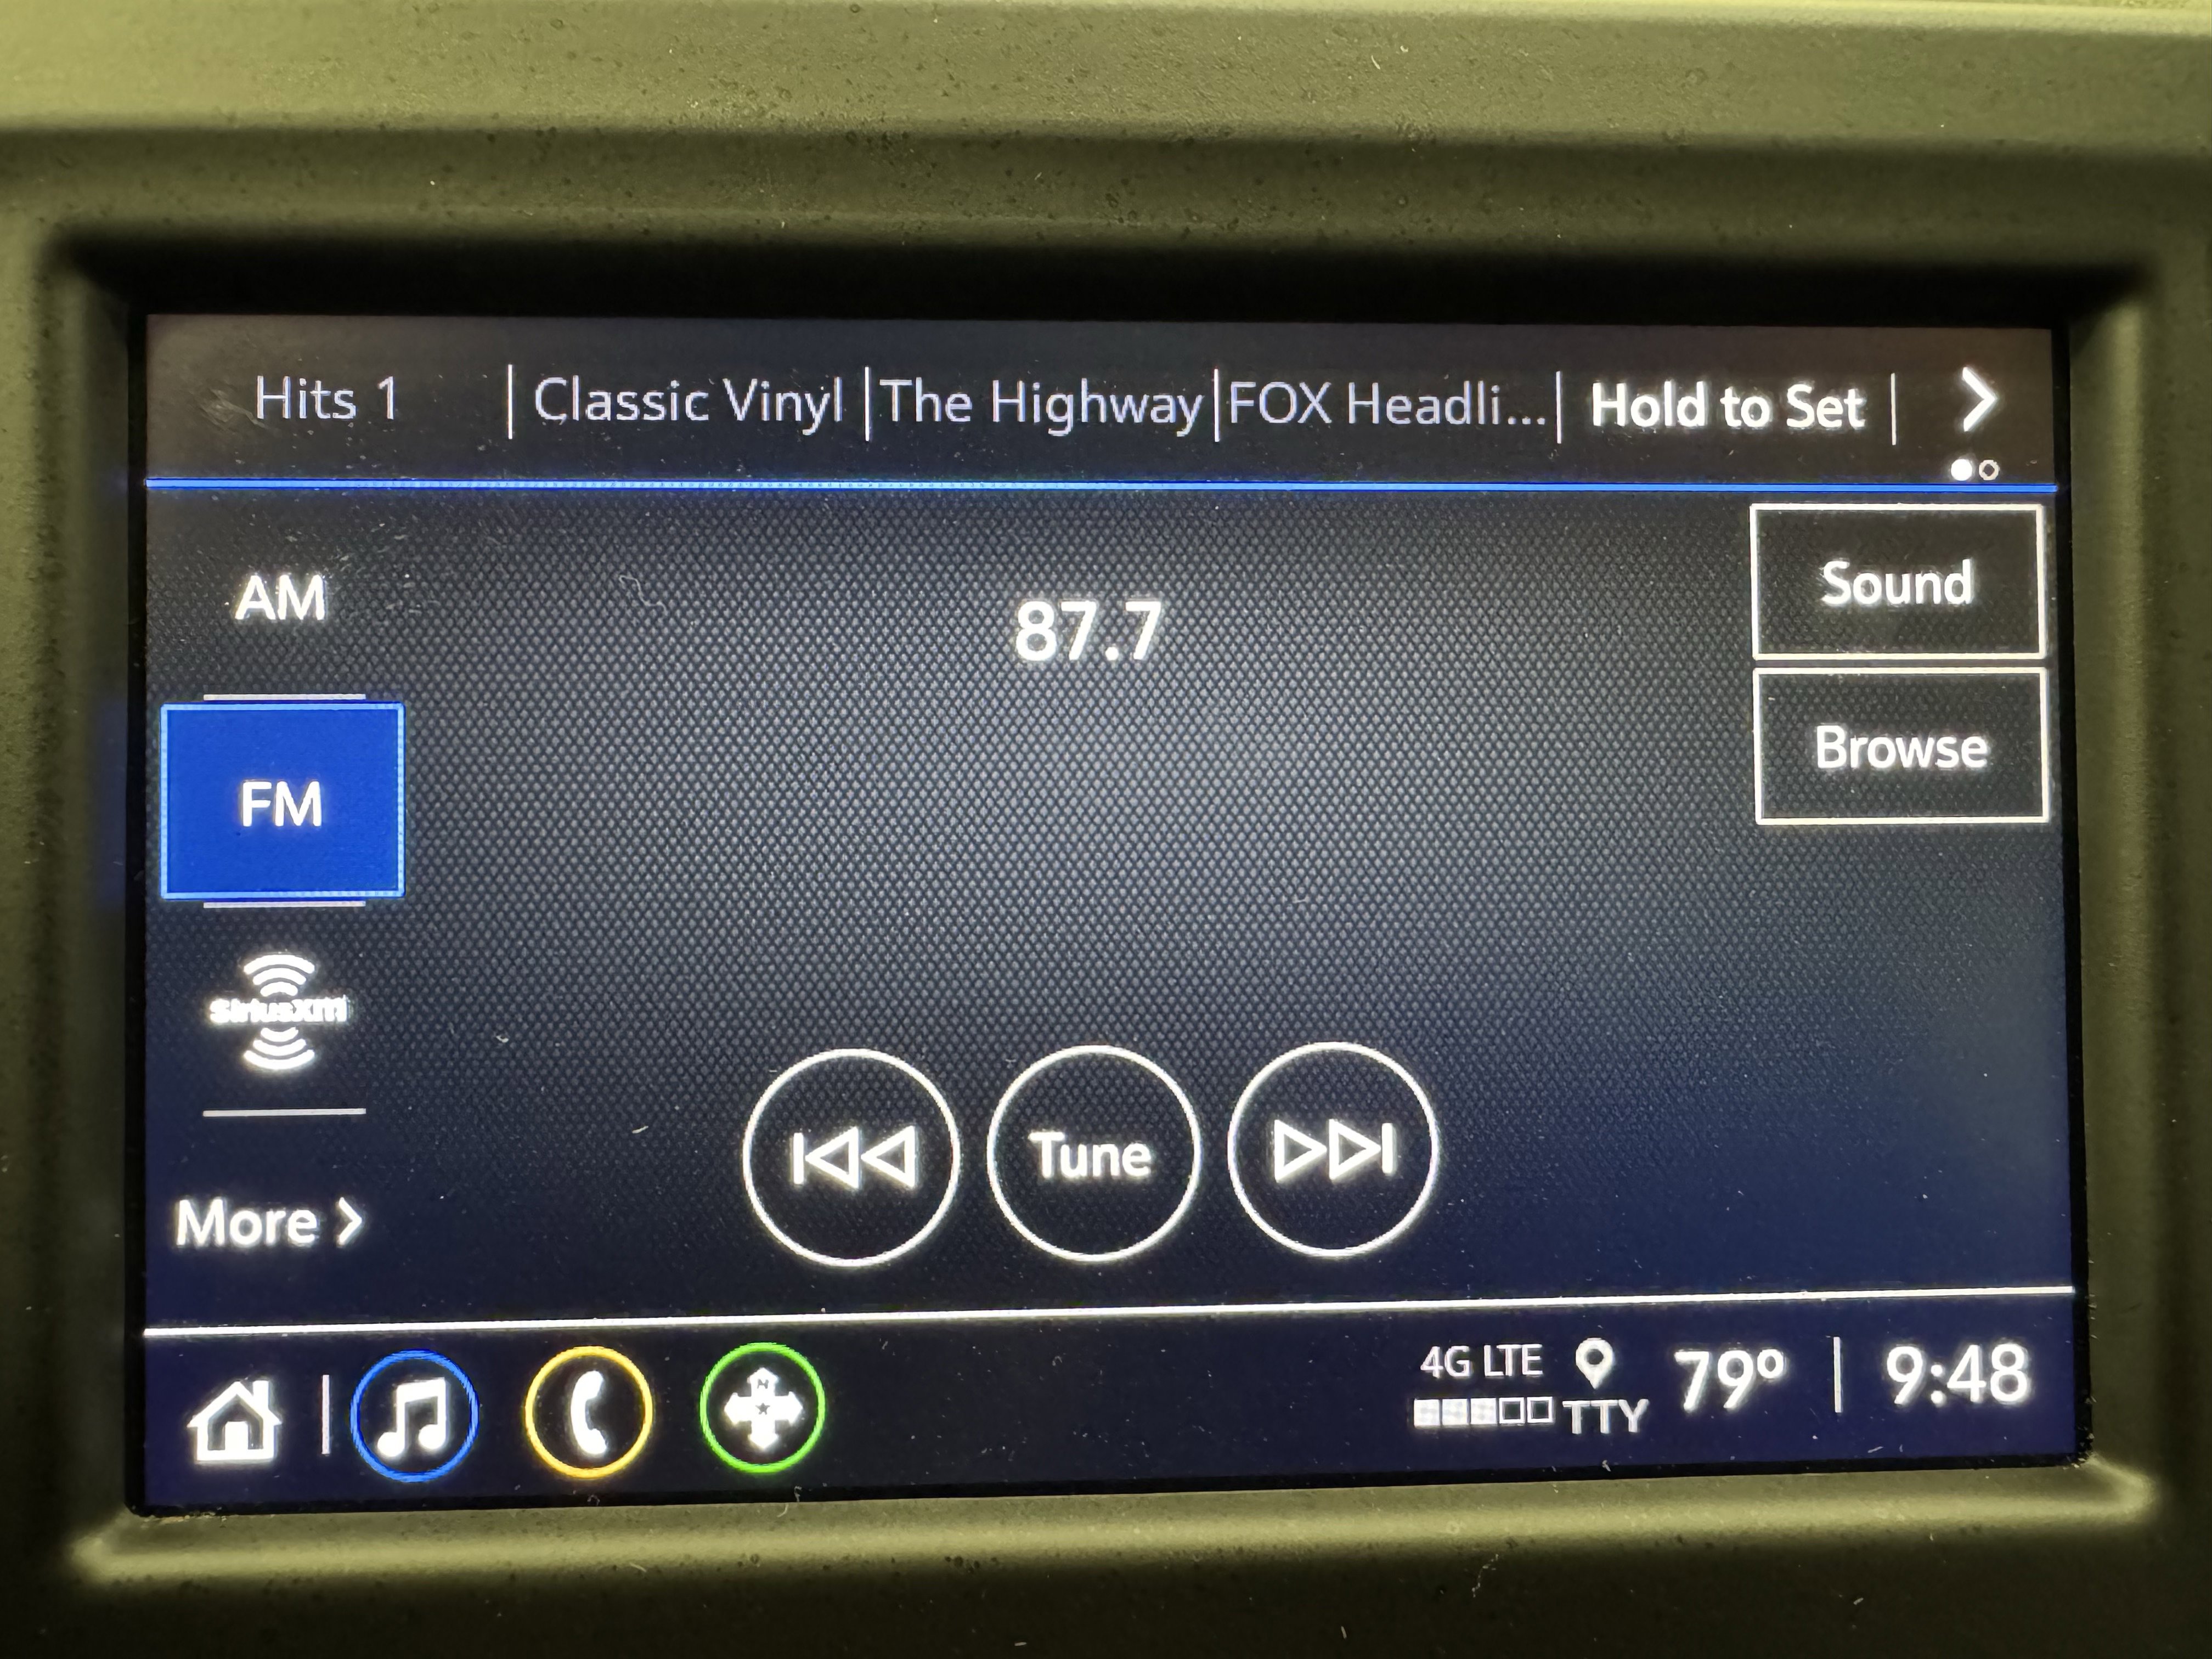 Hits 1 | Classic Vinyl | The Highway | FOX Headli... | Hold to Set
AM
87.7
Sound
Browse
FM
SiriusXM
Tune
More >
4G LTE
TTY
79°
9:48
N